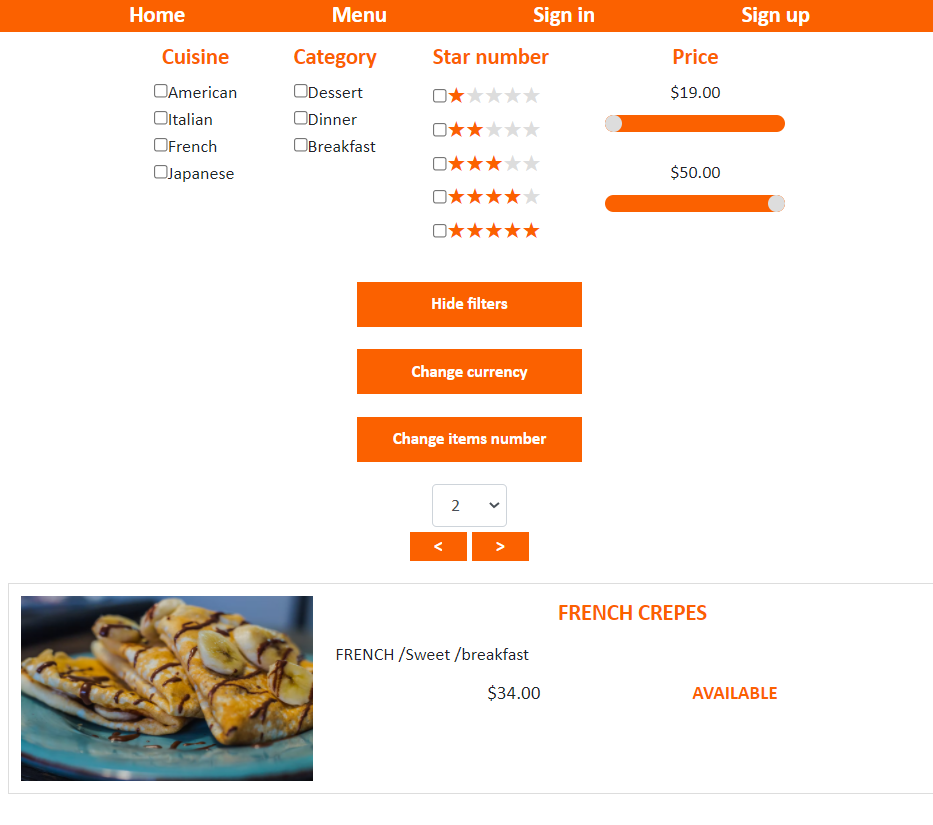 Home Menu Sign in Sign up
Cuisine Category Star number Price
American Dessert $19.00
Italian Dinner
French Breakfast
Japanese $50.00
Hide filters
Change currency
Change items number
2
< >
FRENCH CREPES
FRENCH /Sweet /breakfast
$34.00 AVAILABLE